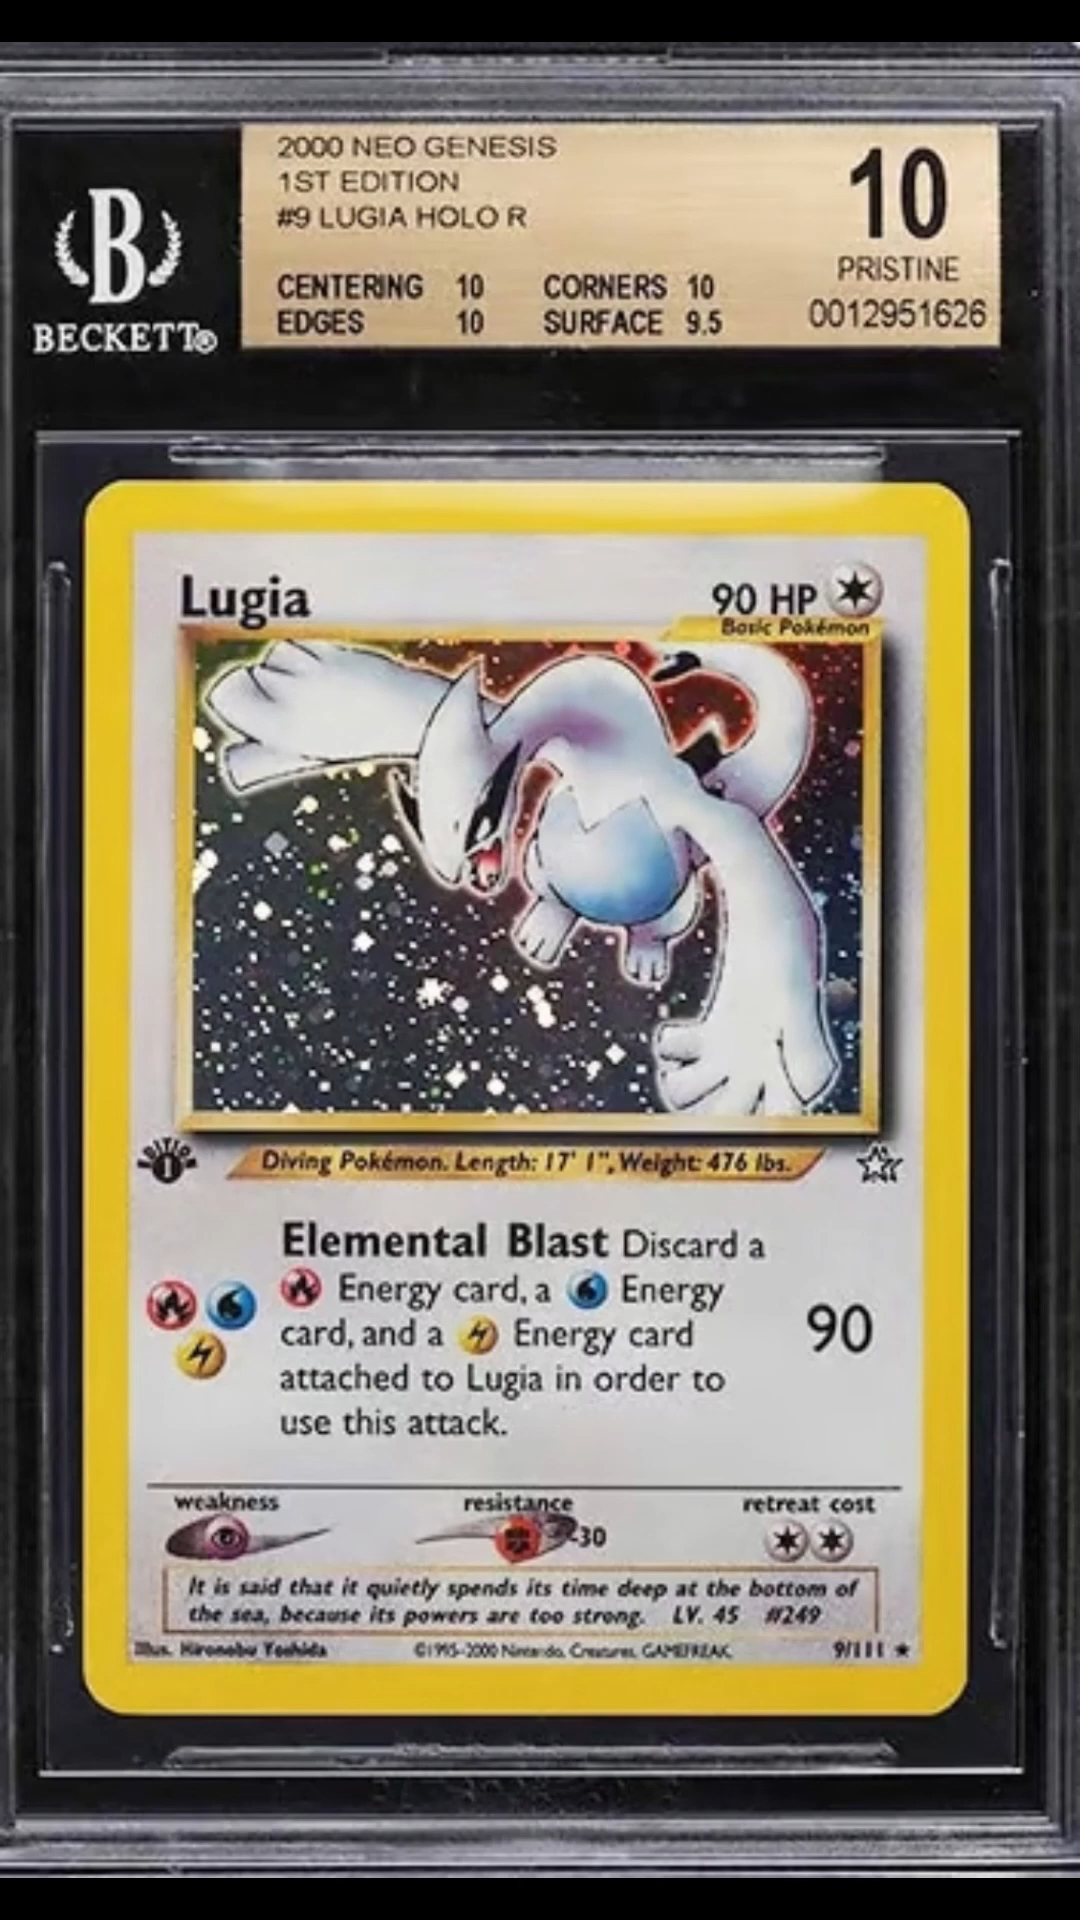 2000 NEO GENESIS
1ST EDITION
#9 LUGIA HOLO R
10
CENTERING 10 CORNERS 10
EDGES 10 SURFACE 9.5
PRISTINE
0012951626
B
BECKETT®
Lugia
90 HP
Basic Pokémon
EDITION
1
Diving Pokémon. Length: 17' 1", Weight: 476 lbs.
Elemental Blast Discard a
Energy card, a Energy
card, and a Energy card
attached to Lugia in order to
use this attack.
90
weakness resistance retreat cost
-30
It is said that it quietly spends its time deep at the bottom of
the sea, because its powers are too strong. LV. 45 #249
Illus. Hironobu Yoshida ©1995-2000 Nintendo, Creatures, GAMEFREAK. 9/111 ★